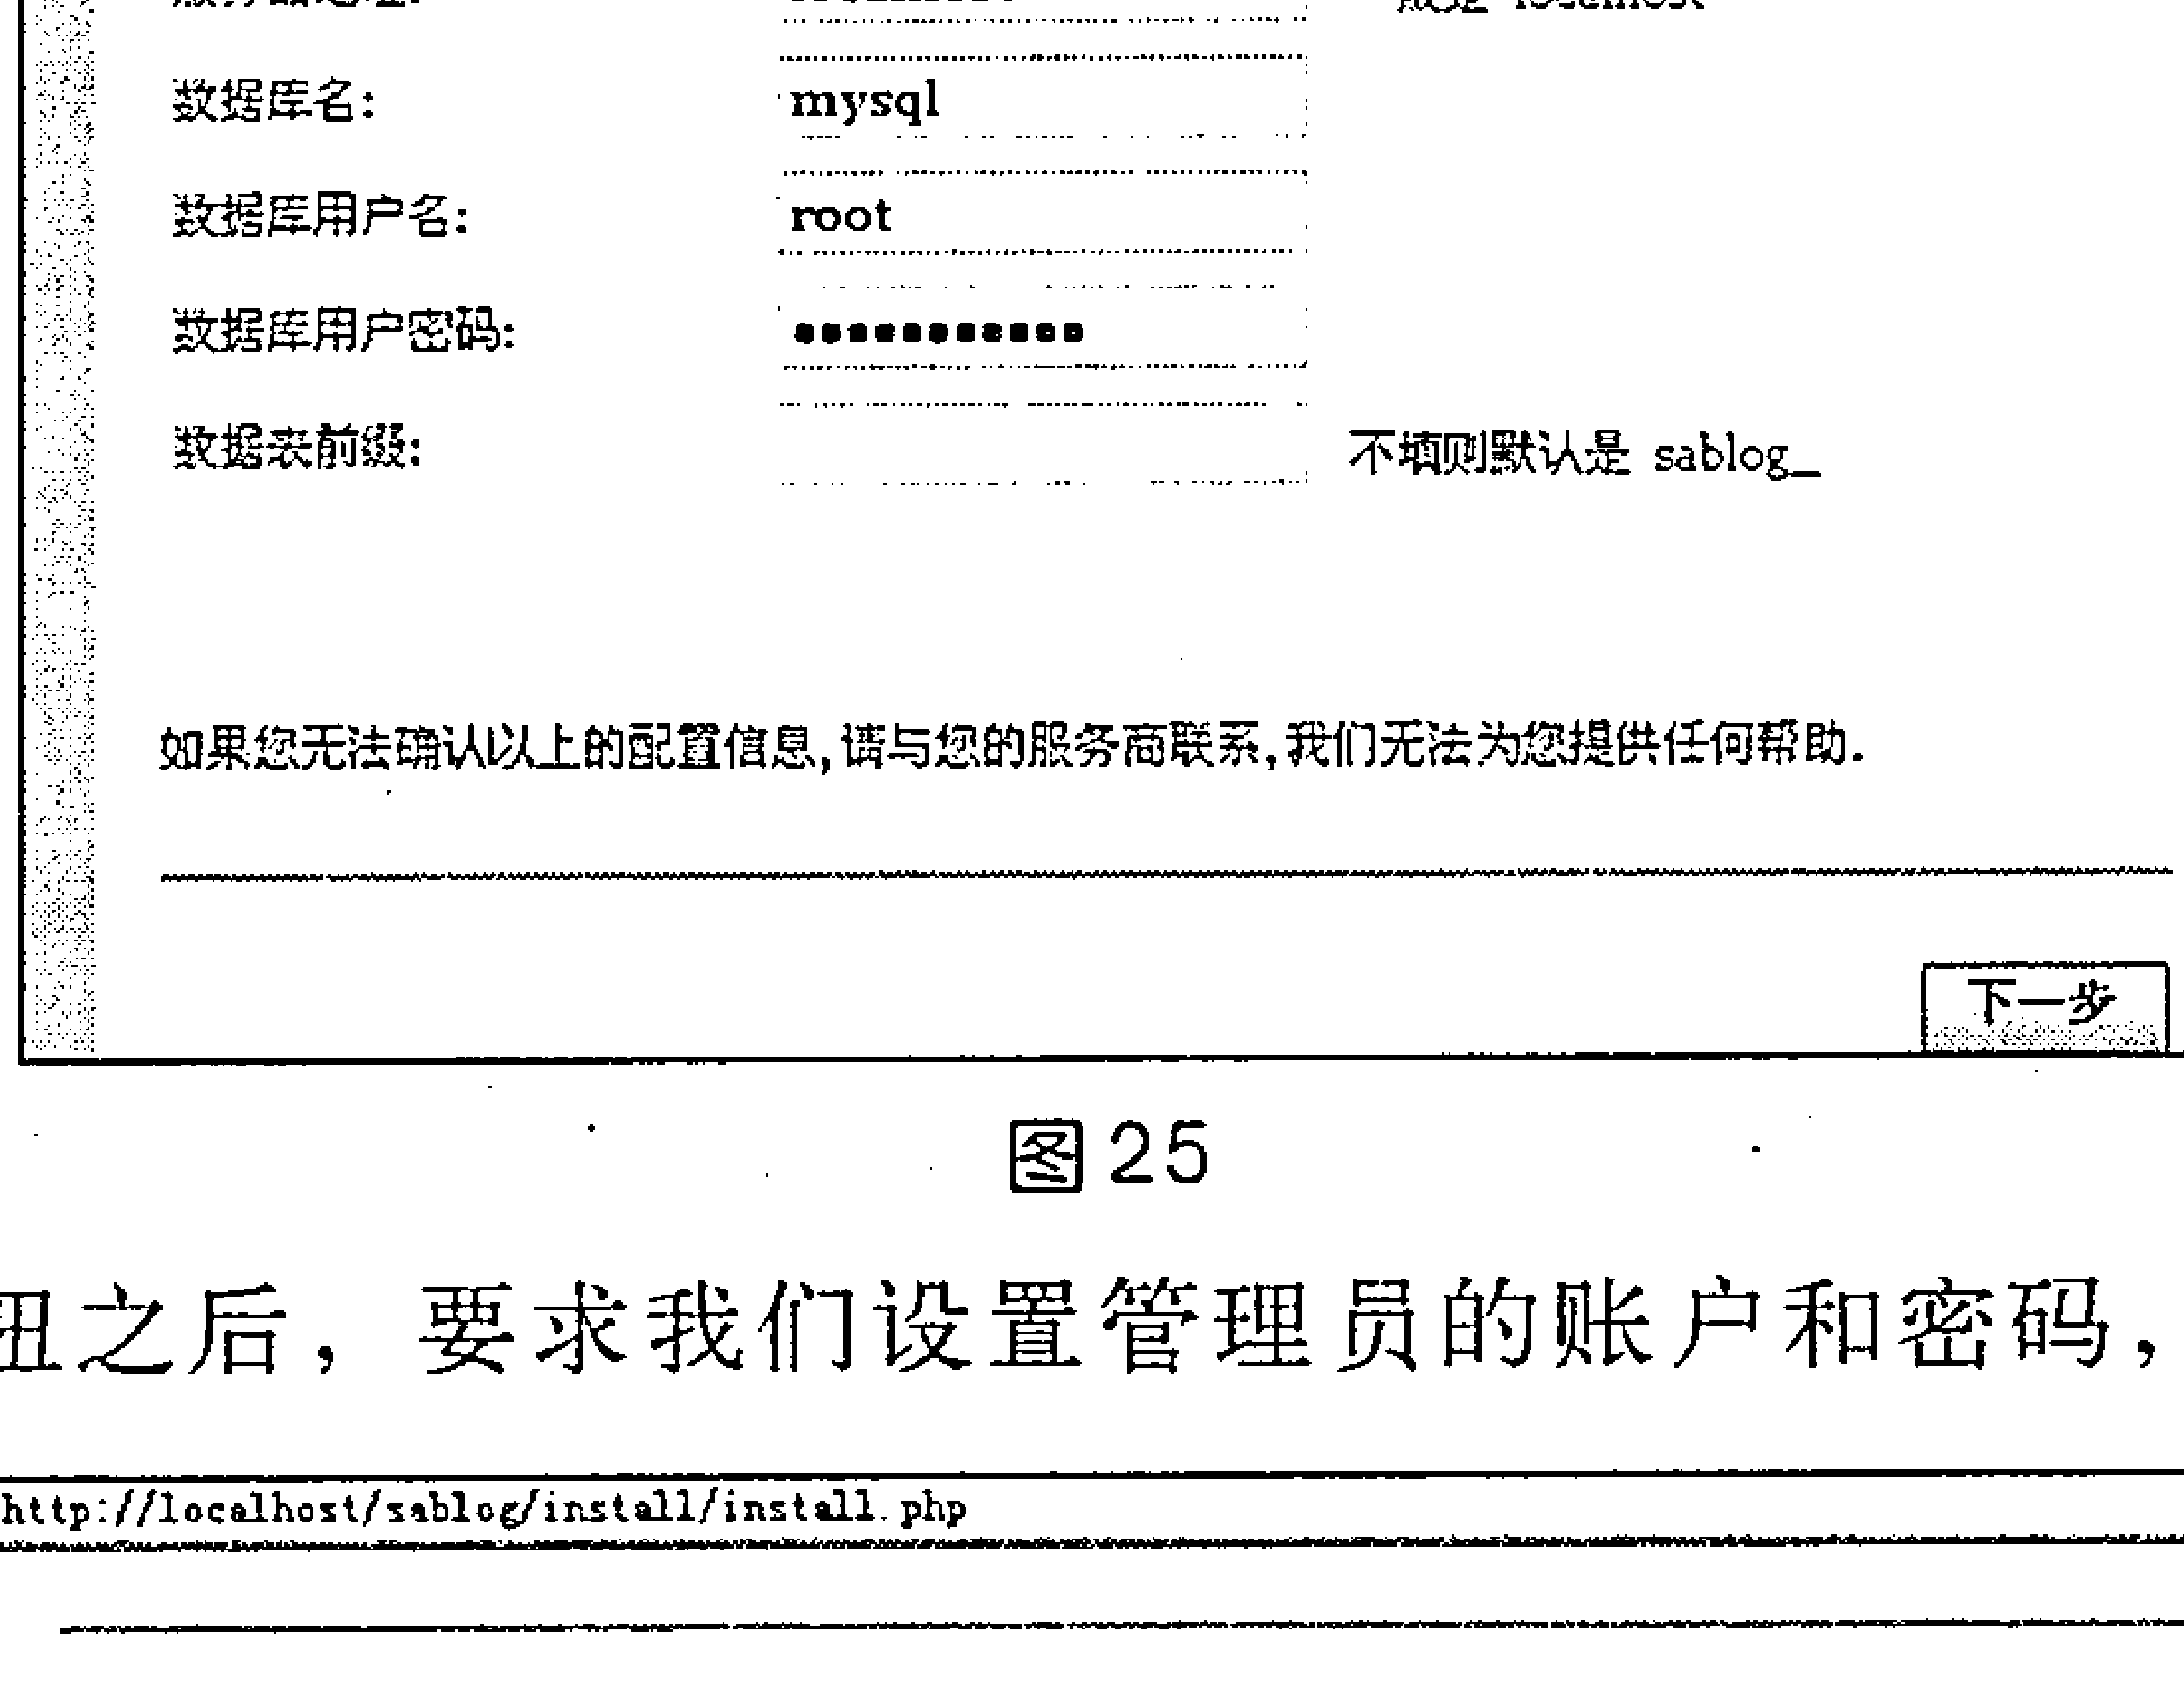 数据库名: mysql
数据库用户名: root
数据库用户密码: ●●●●●●●●●●●
数据表前缀: 不填则默认是 sablog_
如果您无法确认以上的配置信息,请与您的服务商联系,我们无法为您提供任何帮助.
下一步
图25
钮之后，要求我们设置管理员的账户和密码，
http://localhost/sablog/install/install.php